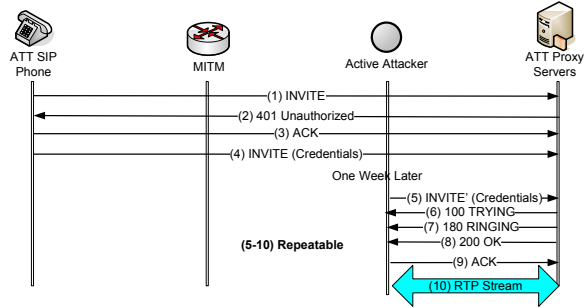 ATT SIP
Phone
MITM
Active Attacker
ATT Proxy
Servers
(1) INVITE
(2) 401 Unauthorized
(3) ACK
(4) INVITE (Credentials)
One Week Later
(5) INVITE' (Credentials)
(6) 100 TRYING
(7) 180 RINGING
(5-10) Repeatable
(8) 200 OK
(9) ACK
(10) RTP Stream